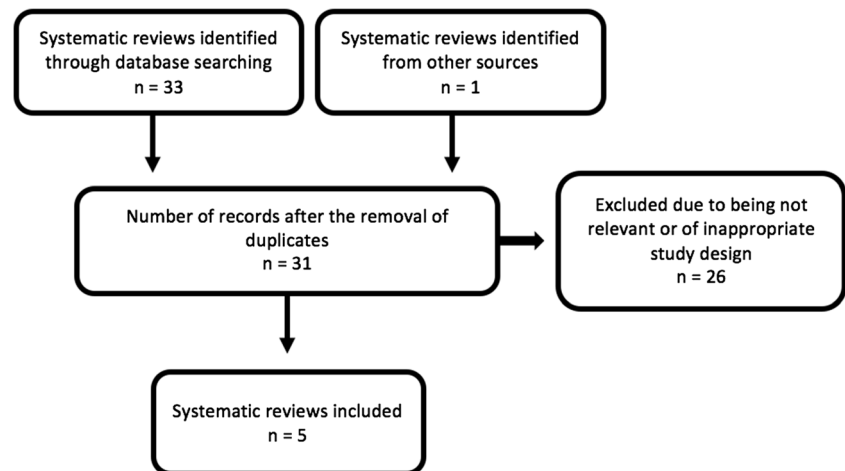 Systematic reviews identified
through database searching
n = 33
Systematic reviews identified
from other sources
n = 1
Number of records after the removal of
duplicates
n = 31
Excluded due to being not
relevant or of inappropriate
study design
n = 26
Systematic reviews included
n = 5